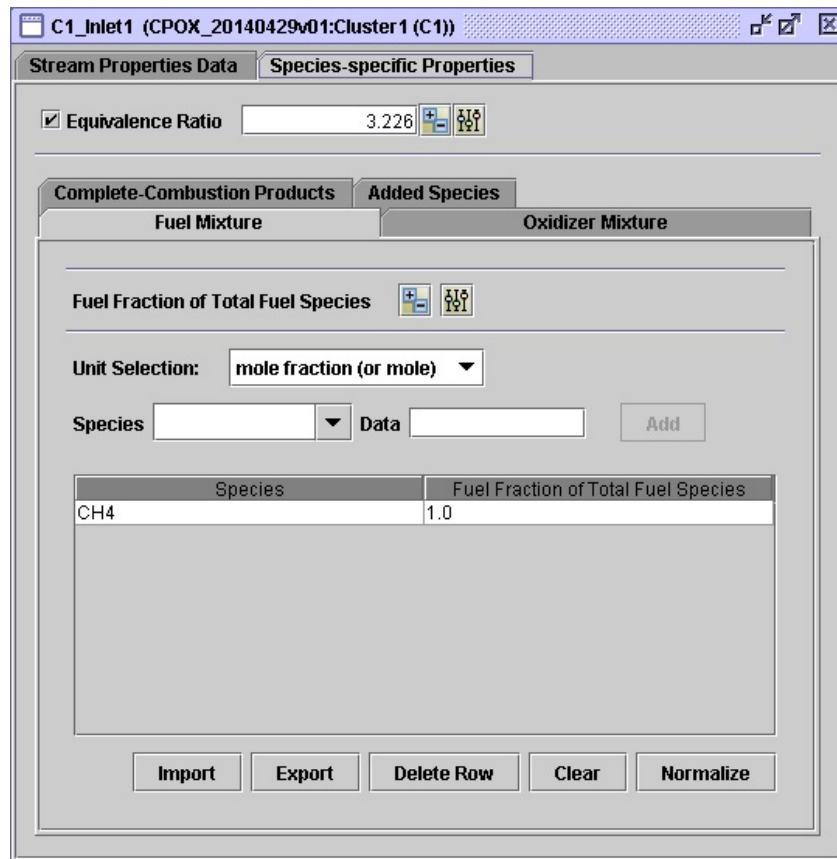 C1_Inlet1 (CPOX_20140429v01:Cluster1 (C1))
Stream Properties Data Species-specific Properties
Equivalence Ratio 3.226
Complete-Combustion Products Added Species
Fuel Mixture Oxidizer Mixture
Fuel Fraction of Total Fuel Species
Unit Selection: mole fraction (or mole)
Species Data Add
Species Fuel Fraction of Total Fuel Species
CH4 1.0
Import Export Delete Row Clear Normalize